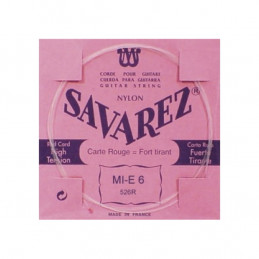 CORDE POUR GUITARE
CUERDA PARA GUITARRA
GUITAR STRING
NYLON
SAVAREZ®
Red Card
High
Tension
Carte Rouge = Fort tirant
Carta Roja
Fuerte
MI-E 6
526R
MADE IN FRANCE